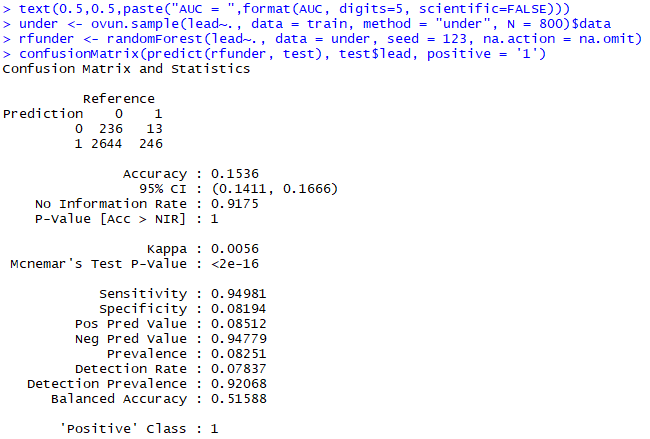 > text(0.5,0.5,paste("AUC = ",format(AUC, digits=5, scientific=FALSE)))
> under <- ovun.sample(lead~., data = train, method = "under", N = 800)$data
> rfunder <- randomForest(lead~., data = under, seed = 123, na.action = na.omit)
> confusionMatrix(predict(rfunder, test), test$lead, positive = '1')
Confusion Matrix and Statistics
Reference
Prediction 0 1
0 236 13
1 2644 246
Accuracy : 0.1536
95% CI : (0.1411, 0.1666)
No Information Rate : 0.9175
P-Value [Acc > NIR] : 1
Kappa : 0.0056
Mcnemar's Test P-Value : <2e-16
Sensitivity : 0.94981
Specificity : 0.08194
Pos Pred Value : 0.08512
Neg Pred Value : 0.94779
Prevalence : 0.08251
Detection Rate : 0.07837
Detection Prevalence : 0.92068
Balanced Accuracy : 0.51588
'Positive' Class : 1